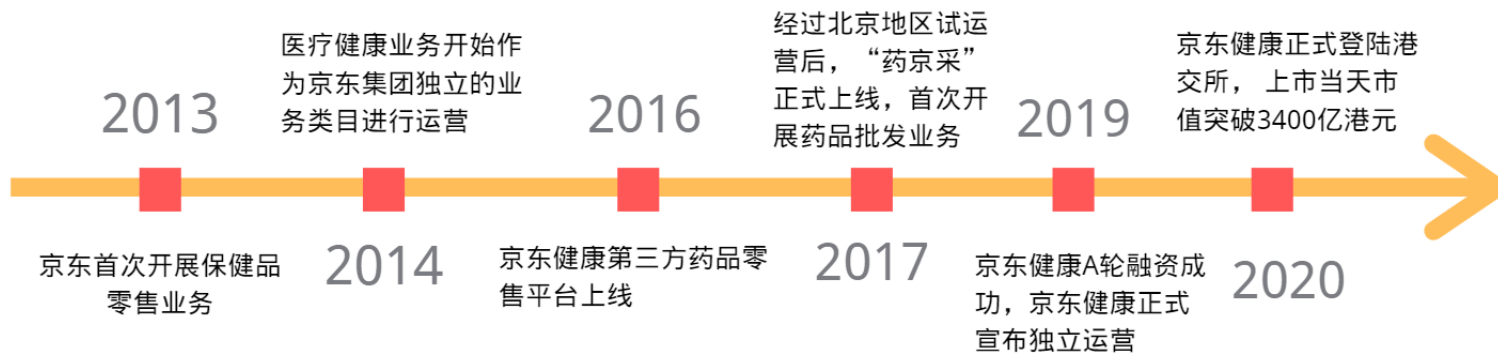 2013
京东首次开展保健品
零售业务
医疗健康业务开始作
为京东集团独立的业
务类目进行运营
2014
2016
京东健康第三方药品零
售平台上线
经过北京地区试运
营后，“药京采”
正式上线，首次开
展药品批发业务
2017
2019
京东健康A轮融资成
功，京东健康正式
宣布独立运营
京东健康正式登陆港
交所， 上市当天市
值突破3400亿港元
2020